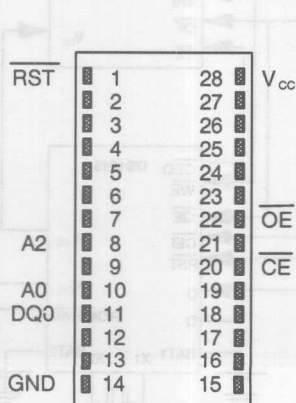 RST 1 28 Vcc
2 27
3 26
4 25
5 24
6 23
7 22 OE
A2 8 21
9 20 CE
A0 10 19
DQ0 11 18
12 17
13 16
GND 14 15